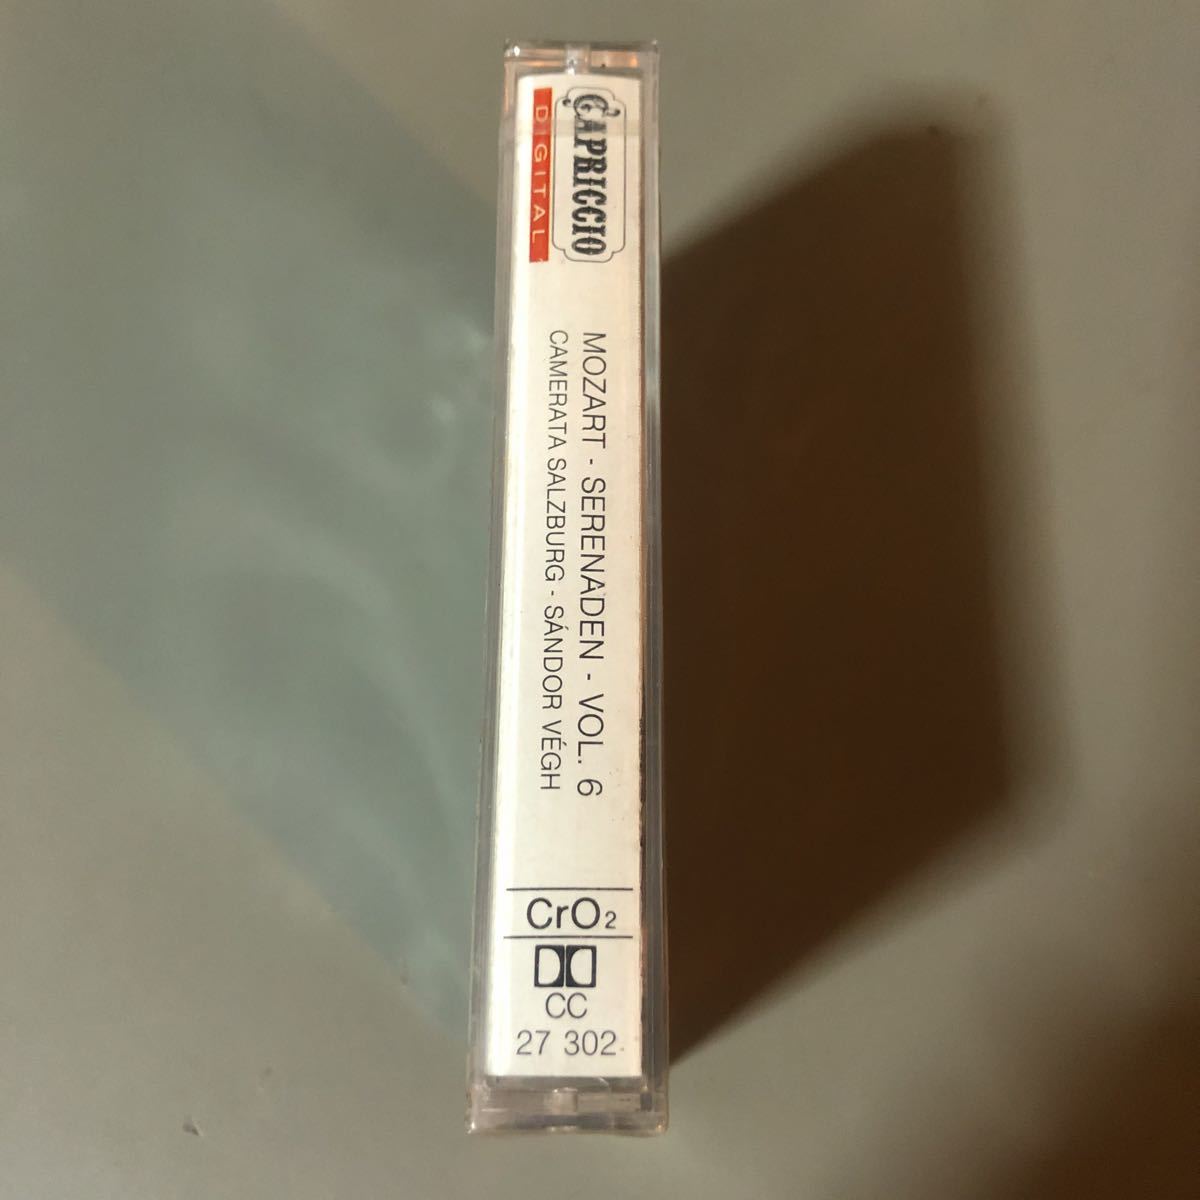 CAPRICCIO
DIGITAL
MOZART - SERENADEN - VOL. 6
CAMERATA SALZBURG - SÁNDOR VÉGH
CrO₂
CC
27 302